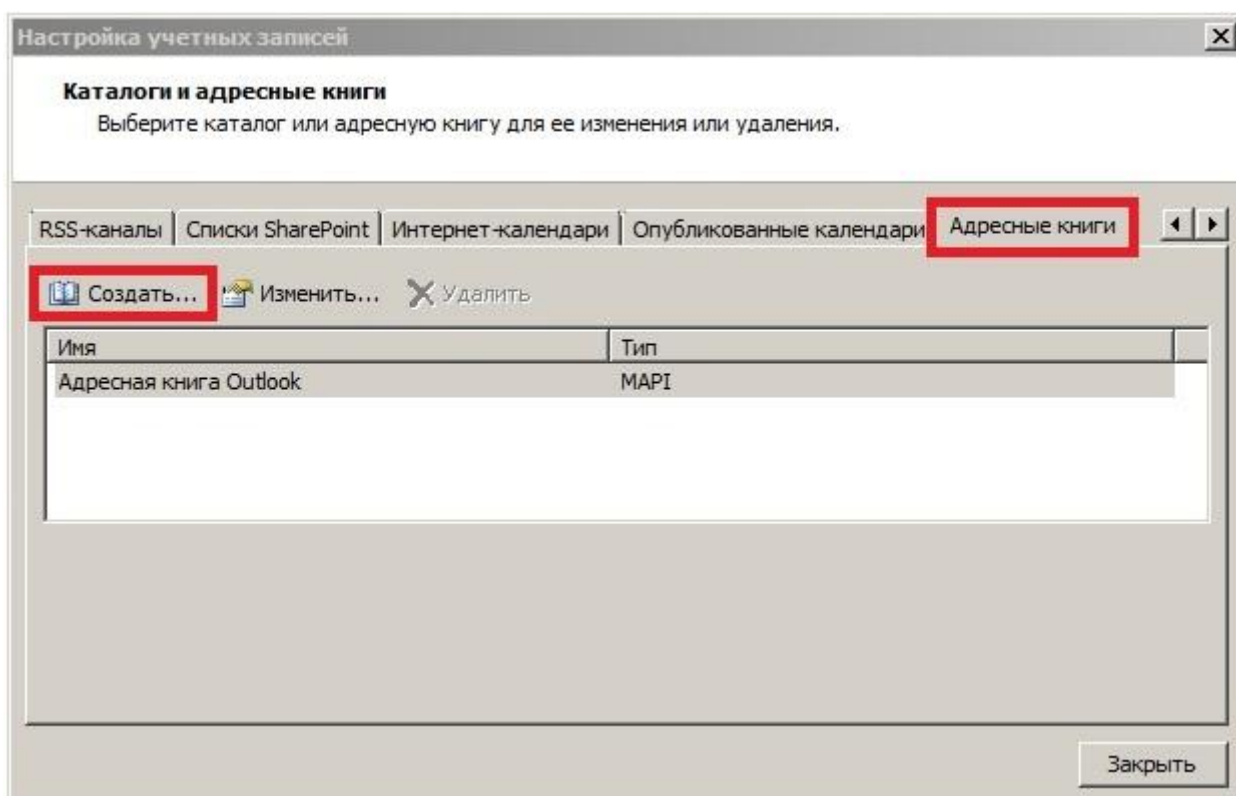 Настройка учетных записей
Каталоги и адресные книги
Выберите каталог или адресную книгу для ее изменения или удаления.
RSS-каналы Списки SharePoint Интернет-календари Опубликованные календари Адресные книги
Создать... Изменить... Удалить
Имя Тип
Адресная книга Outlook MAPI
Закрыть